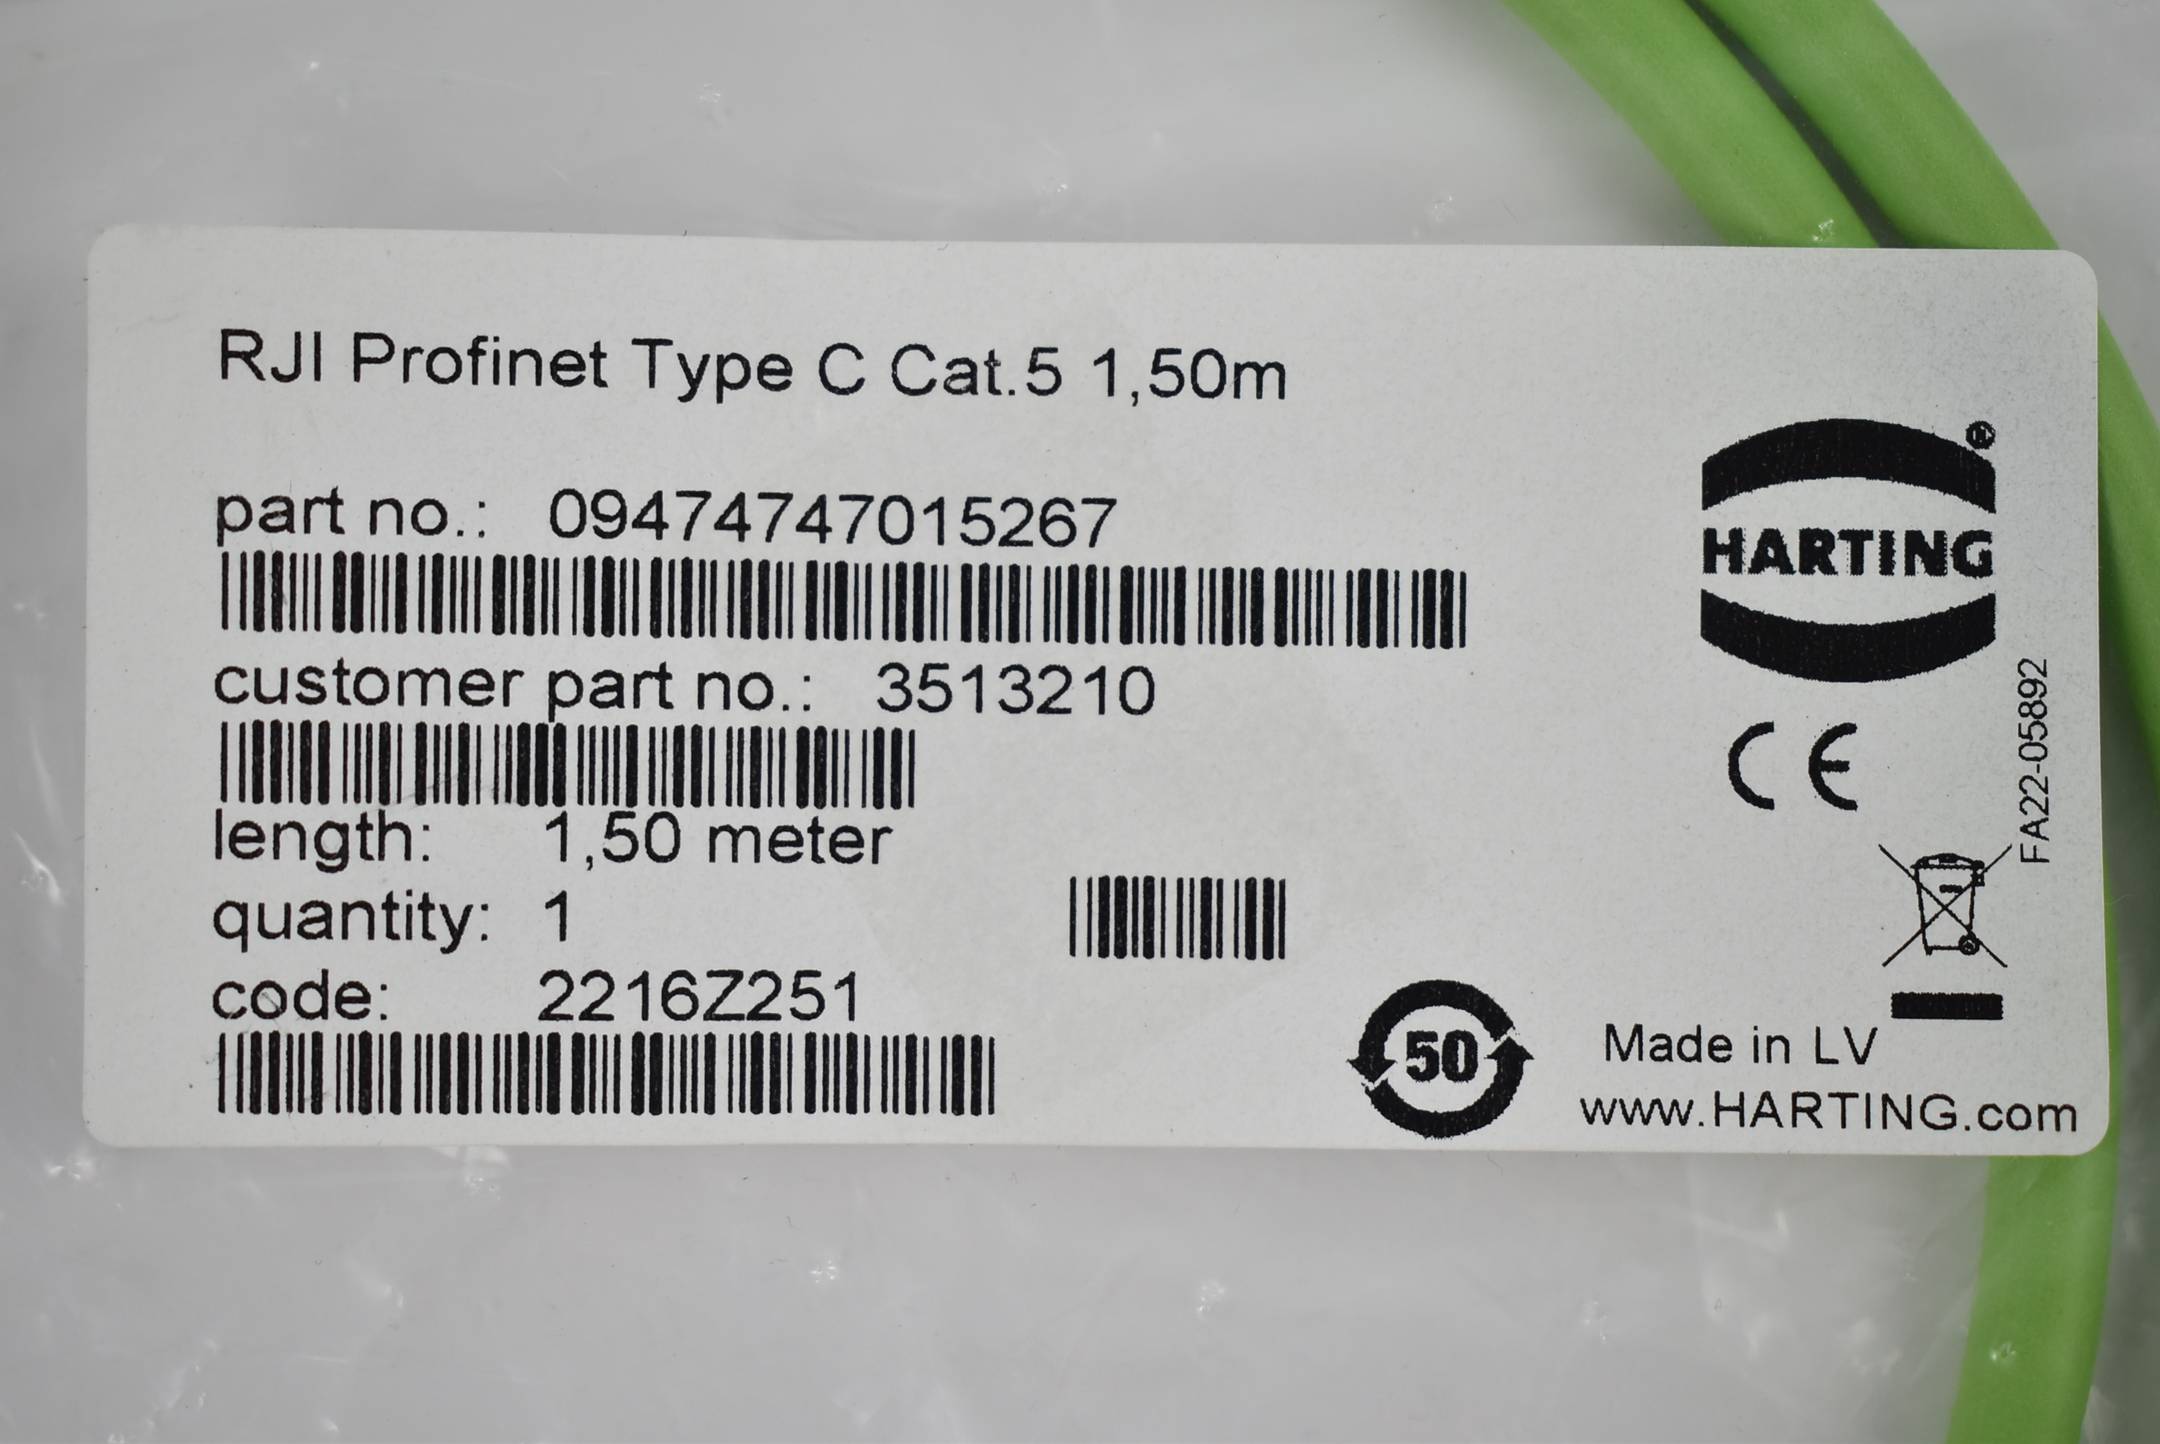 RJI Profinet Type C Cat.5 1,50m
part no.: 09474747015267
customer part no.: 3513210
length: 1,50 meter
quantity: 1
code: 2216Z251
®
HARTING
CE
FA22-05892
50
Made in LV
www.HARTING.com